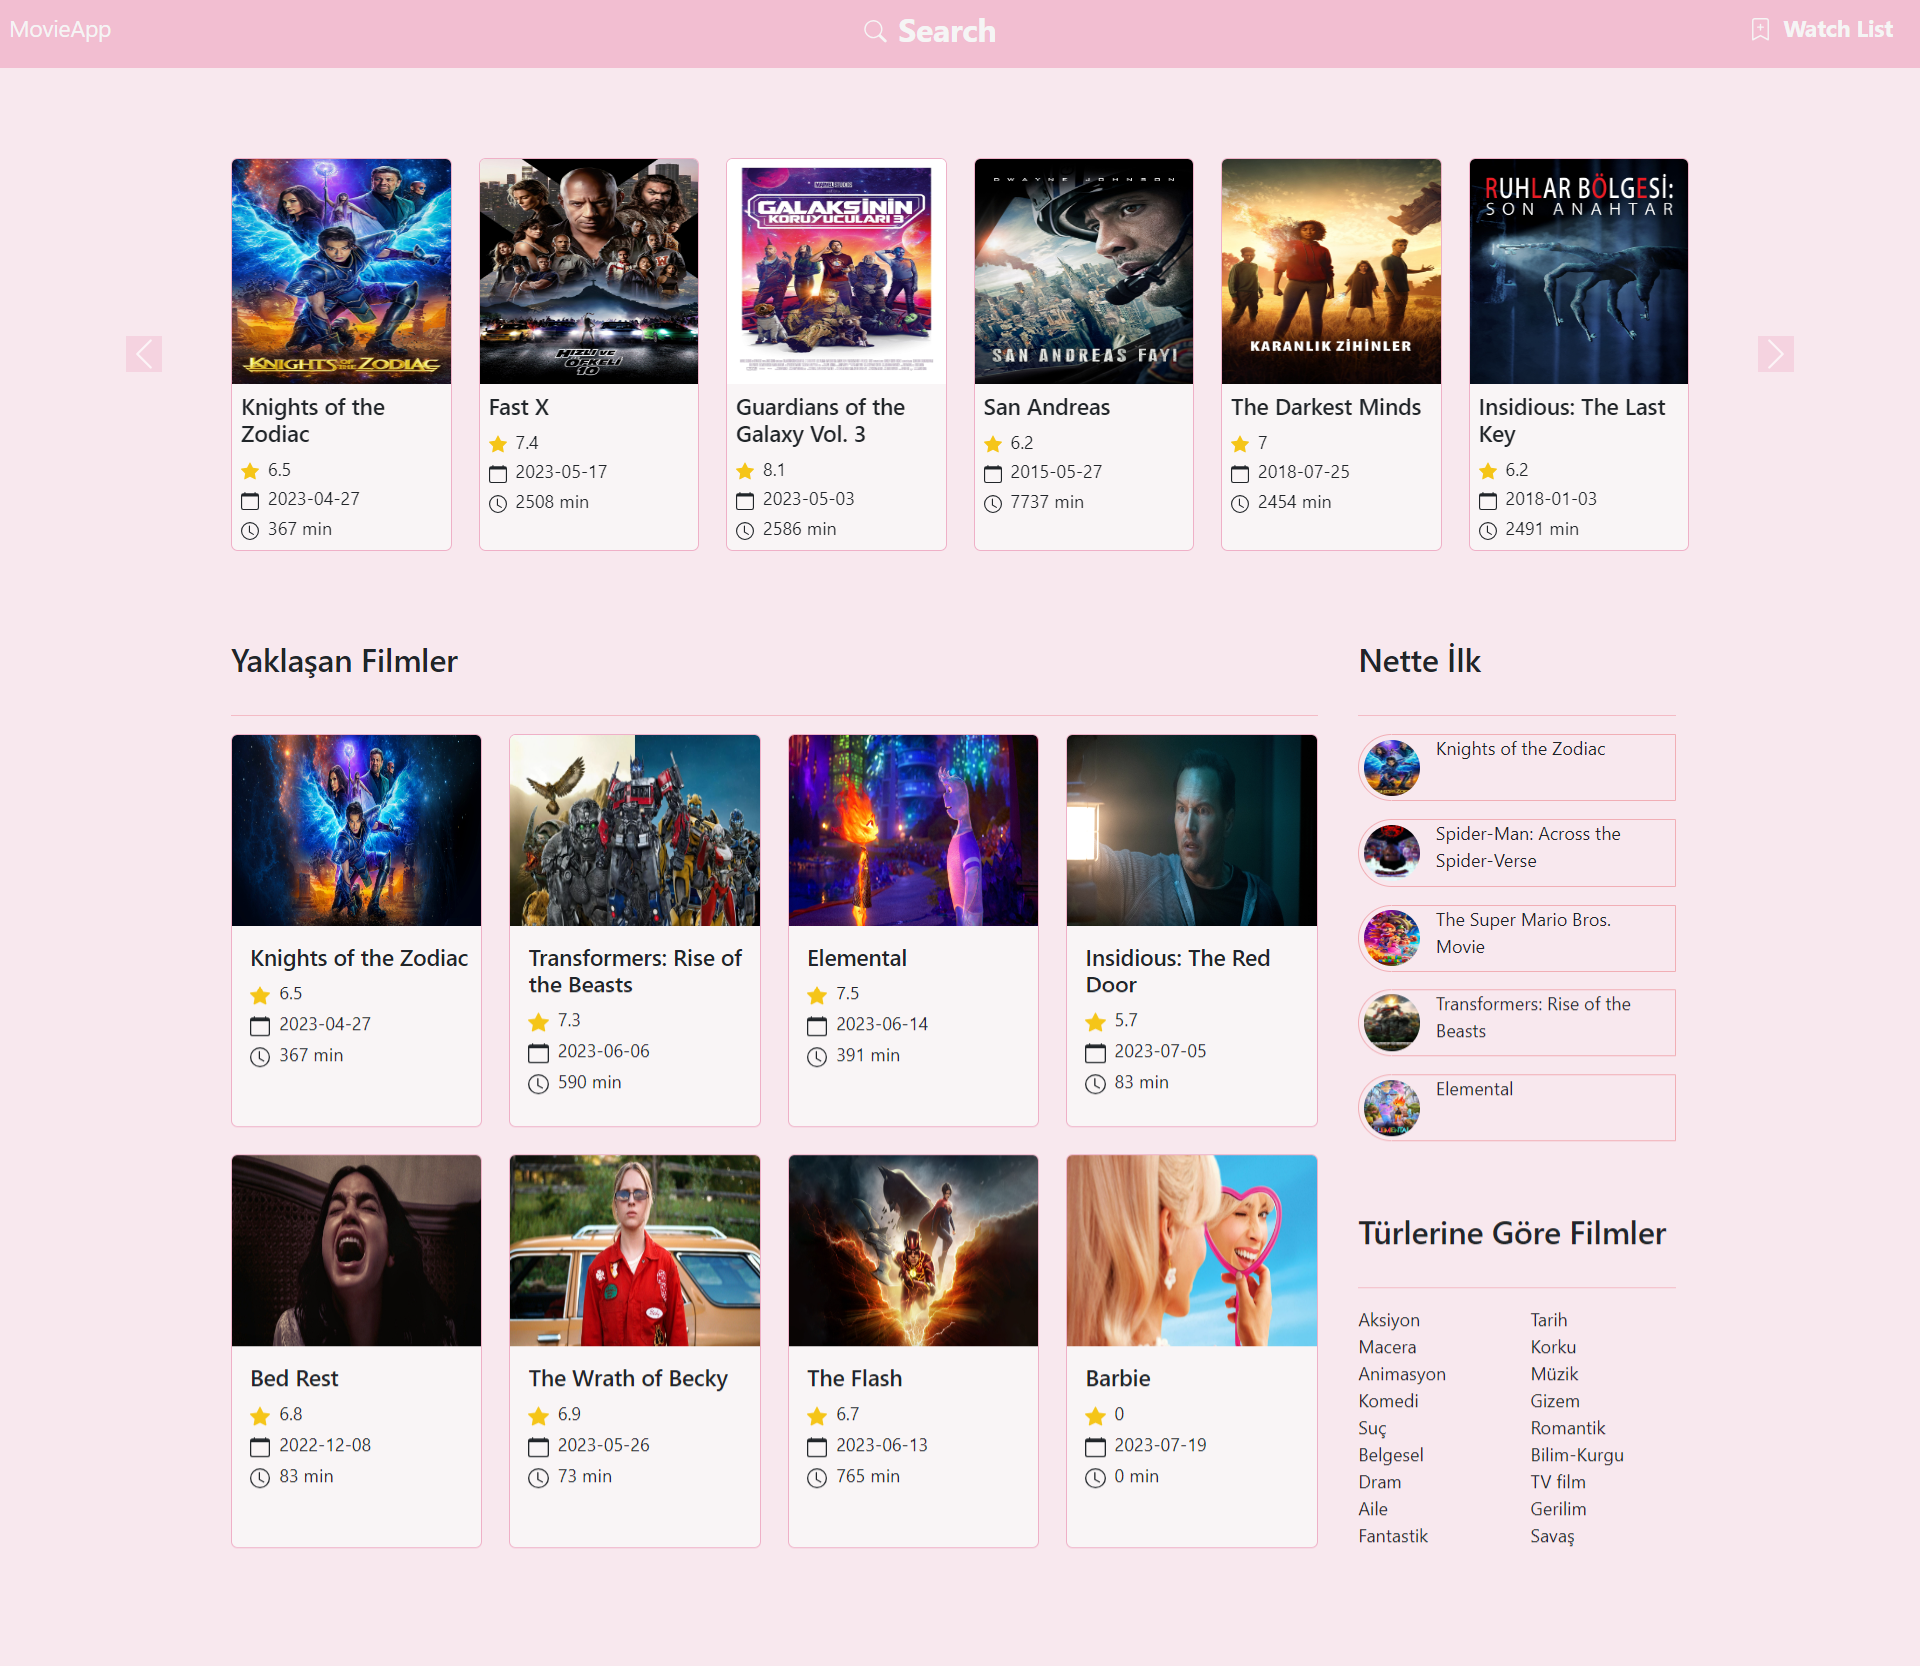 MovieApp
Search
Watch List
KNIGHTS OF THE ZODIAC
HIZLI VE
ÖFKELİ
10
MARVEL STUDIOS
GALAKSİNİN
KORUYUCULARI 3
DWAYNE JOHNSON
SAN ANDREAS FAYI
KARANLIK ZİHİNLER
RUHLAR BÖLGESİ:
SON ANAHTAR
Knights of the
Zodiac
6.5
2023-04-27
367 min
Fast X
7.4
2023-05-17
2508 min
Guardians of the
Galaxy Vol. 3
8.1
2023-05-03
2586 min
San Andreas
6.2
2015-05-27
7737 min
The Darkest Minds
7
2018-07-25
2454 min
Insidious: The Last
Key
6.2
2018-01-03
2491 min
Yaklaşan Filmler
Knights of the Zodiac
6.5
2023-04-27
367 min
Transformers: Rise of
the Beasts
7.3
2023-06-06
590 min
Elemental
7.5
2023-06-14
391 min
Insidious: The Red
Door
5.7
2023-07-05
83 min
Bed Rest
6.8
2022-12-08
83 min
The Wrath of Becky
6.9
2023-05-26
73 min
The Flash
6.7
2023-06-13
765 min
Barbie
0
2023-07-19
0 min
Nette İlk
Knights of the Zodiac
Spider-Man: Across the
Spider-Verse
The Super Mario Bros.
Movie
Transformers: Rise of the
Beasts
Elemental
Türlerine Göre Filmler
Aksiyon
Macera
Animasyon
Komedi
Suç
Belgesel
Dram
Aile
Fantastik
Tarih
Korku
Müzik
Gizem
Romantik
Bilim-Kurgu
TV film
Gerilim
Savaş